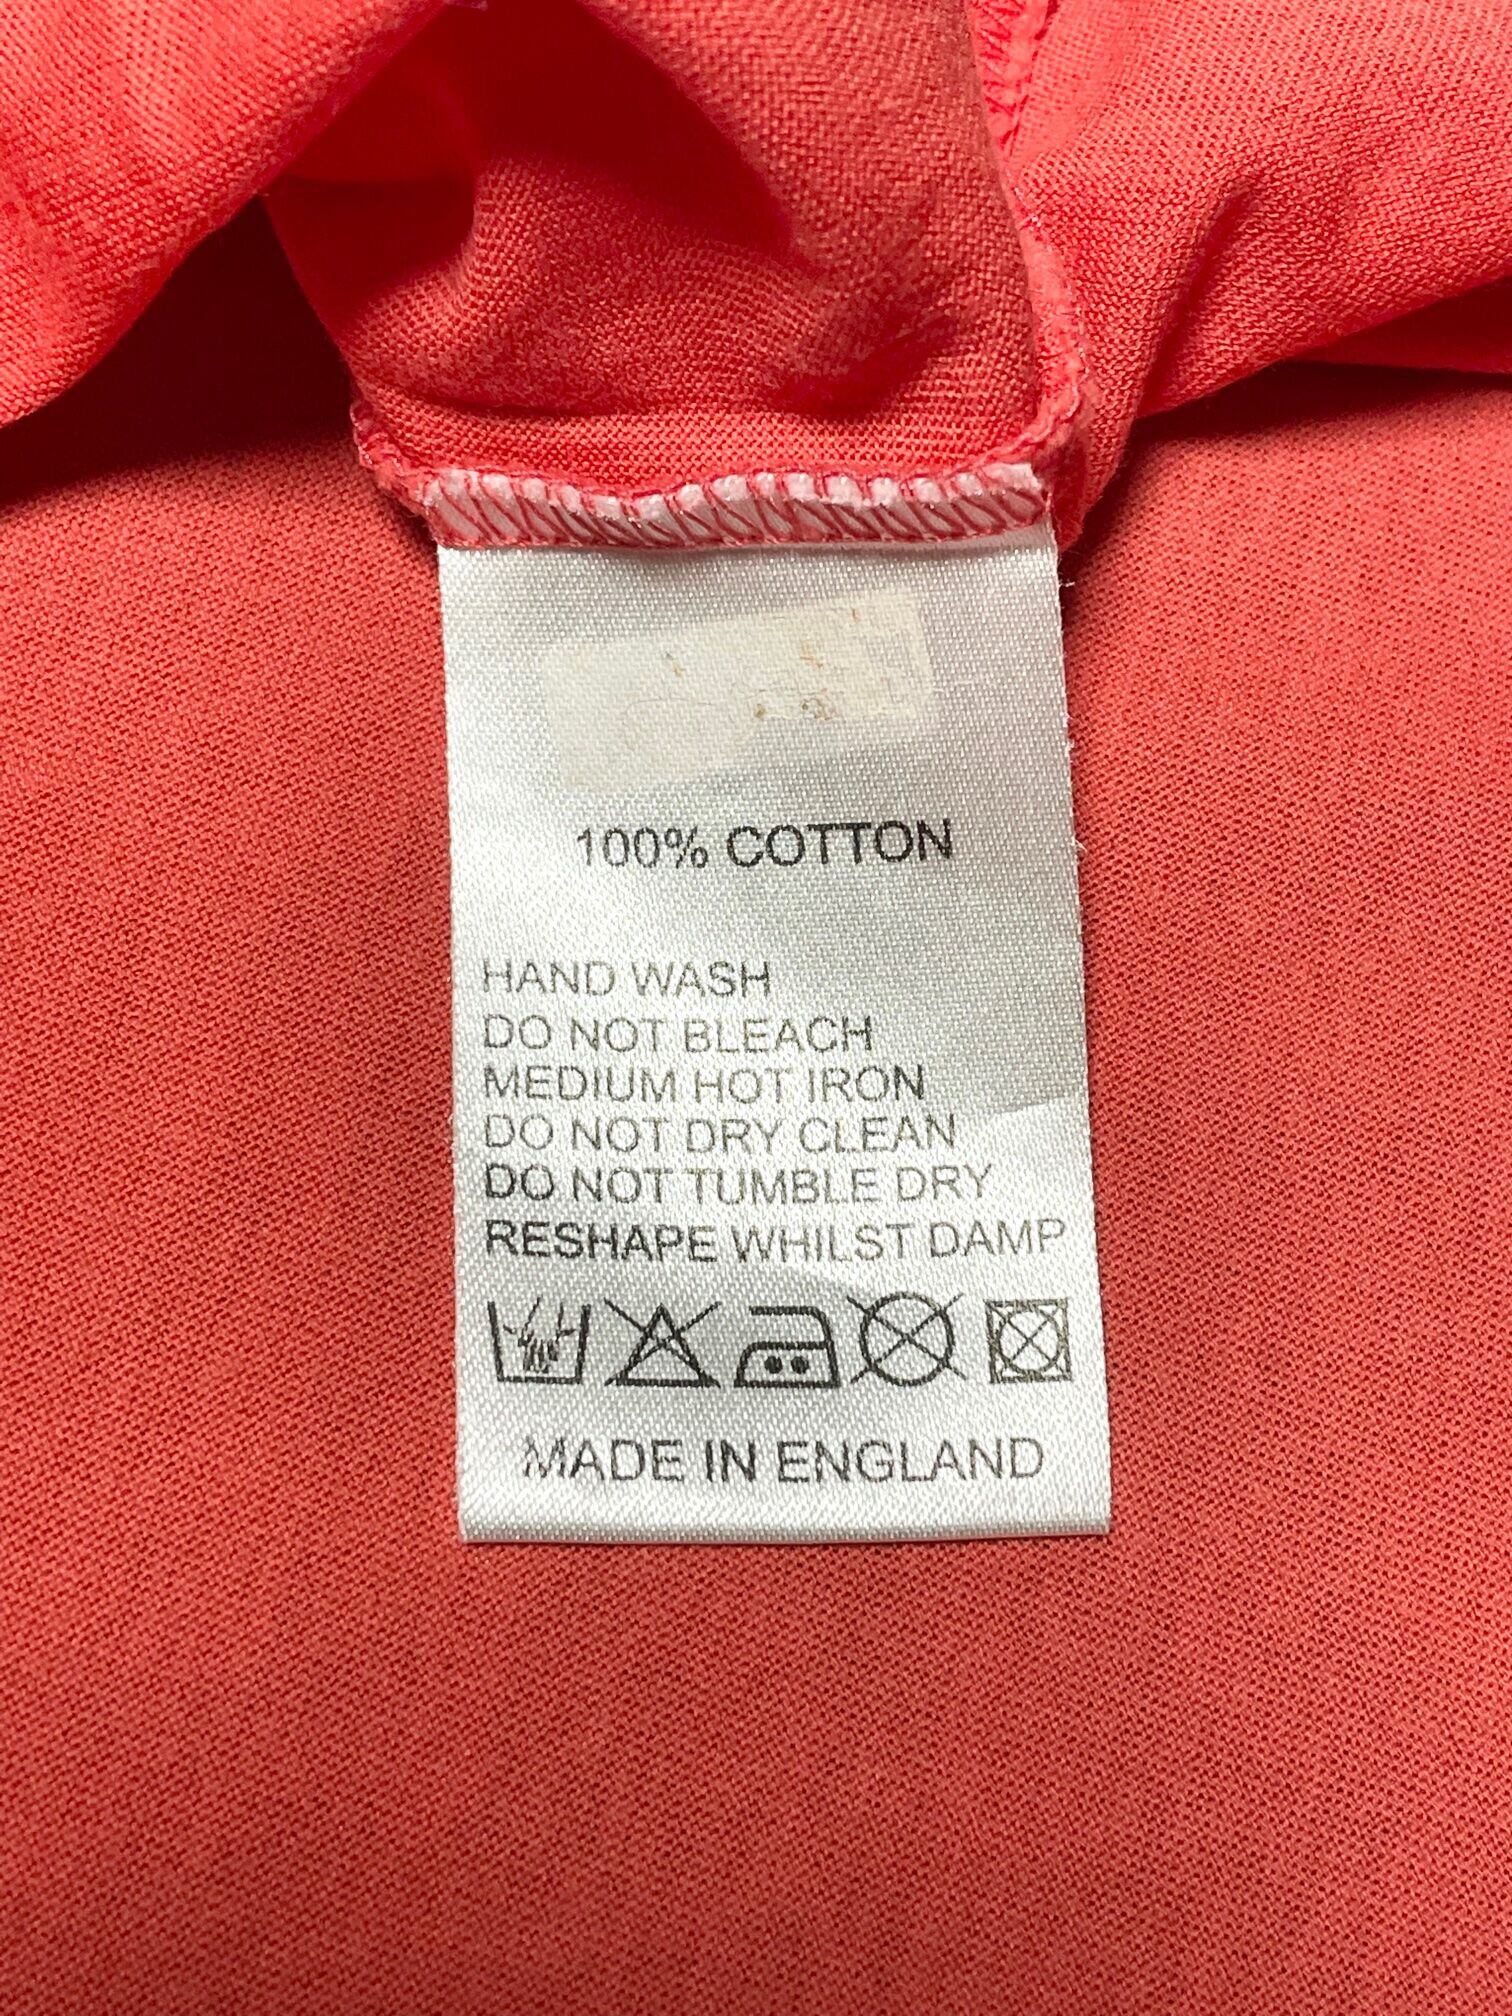 100% COTTON
HAND WASH
DO NOT BLEACH
MEDIUM HOT IRON
DO NOT DRY CLEAN
DO NOT TUMBLE DRY
RESHAPE WHILST DAMP
MADE IN ENGLAND